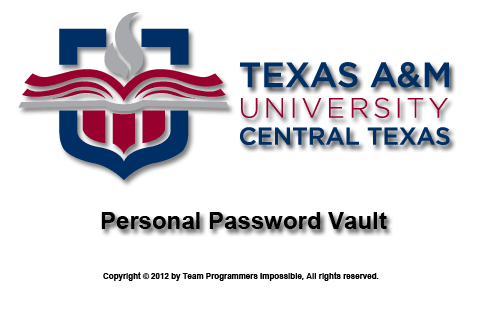 TEXAS A&M
UNIVERSITY
CENTRAL TEXAS
Personal Password Vault
Copyright © 2012 by Team Programmers Impossible, All rights reserved.